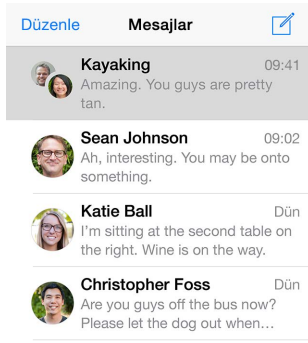 Düzenle Mesajlar
Kayaking 09:41
Amazing. You guys are pretty
tan.
Sean Johnson 09:02
Ah, interesting. You may be onto
something.
Katie Ball Dün
I'm sitting at the second table on
the right. Wine is on the way.
Christopher Foss Dün
Are you guys off the bus now?
Please let the dog out when…